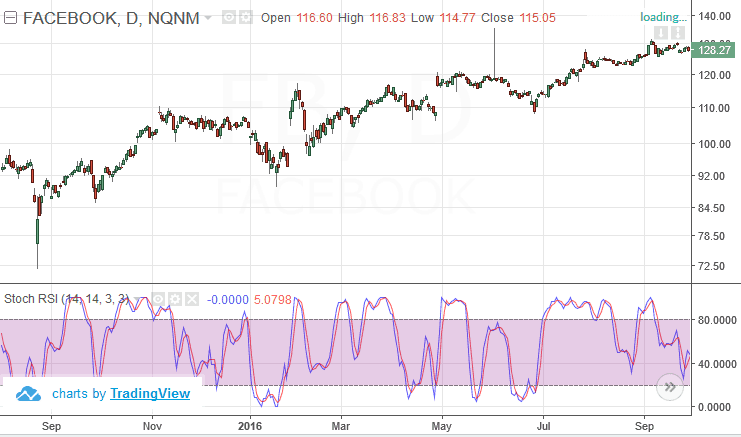 FACEBOOK, D, NQNM Open 116.60 High 116.83 Low 114.77 Close 115.05
loading...
140.00
128.27
120.00
110.00
100.00
92.00
84.50
78.50
72.50
FACEBOOK
Stoch RSI (14, 14, 3, 3) -0.0000 5.0798
80.0000
40.0000
0.0000
charts by TradingView
Sep Nov 2016 Mar May Jul Sep